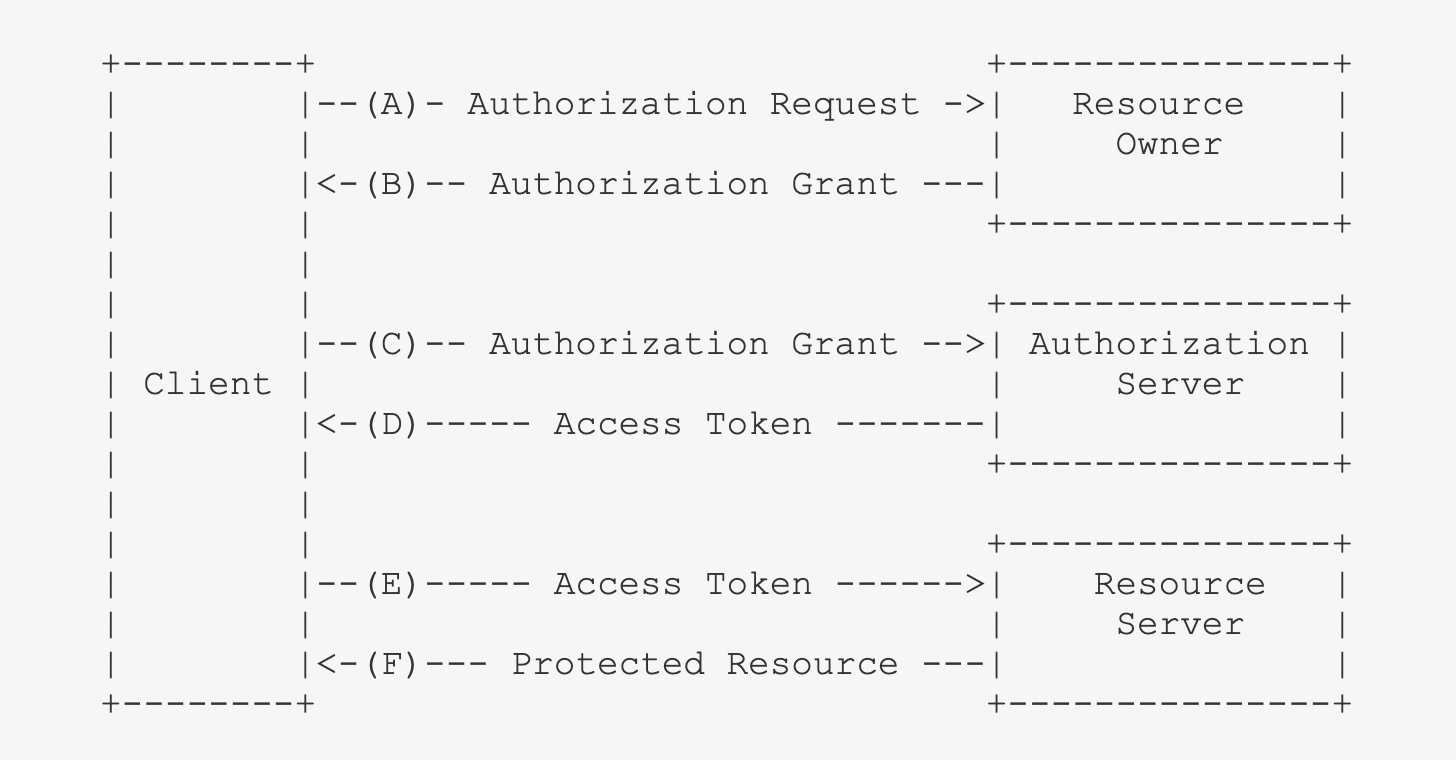 +--------+                               +---------------+
|        |--(A)- Authorization Request ->|   Resource    |
|        |                               |     Owner     |
|        |<-(B)-- Authorization Grant ---|               |
|        |                               +---------------+
|        |
|        |                               +---------------+
|        |--(C)-- Authorization Grant -->| Authorization |
| Client |                               |     Server    |
|        |<-(D)----- Access Token -------|               |
|        |                               +---------------+
|        |
|        |                               +---------------+
|        |--(E)----- Access Token ------>|    Resource   |
|        |                               |     Server    |
|        |<-(F)--- Protected Resource ---|               |
+--------+                               +---------------+